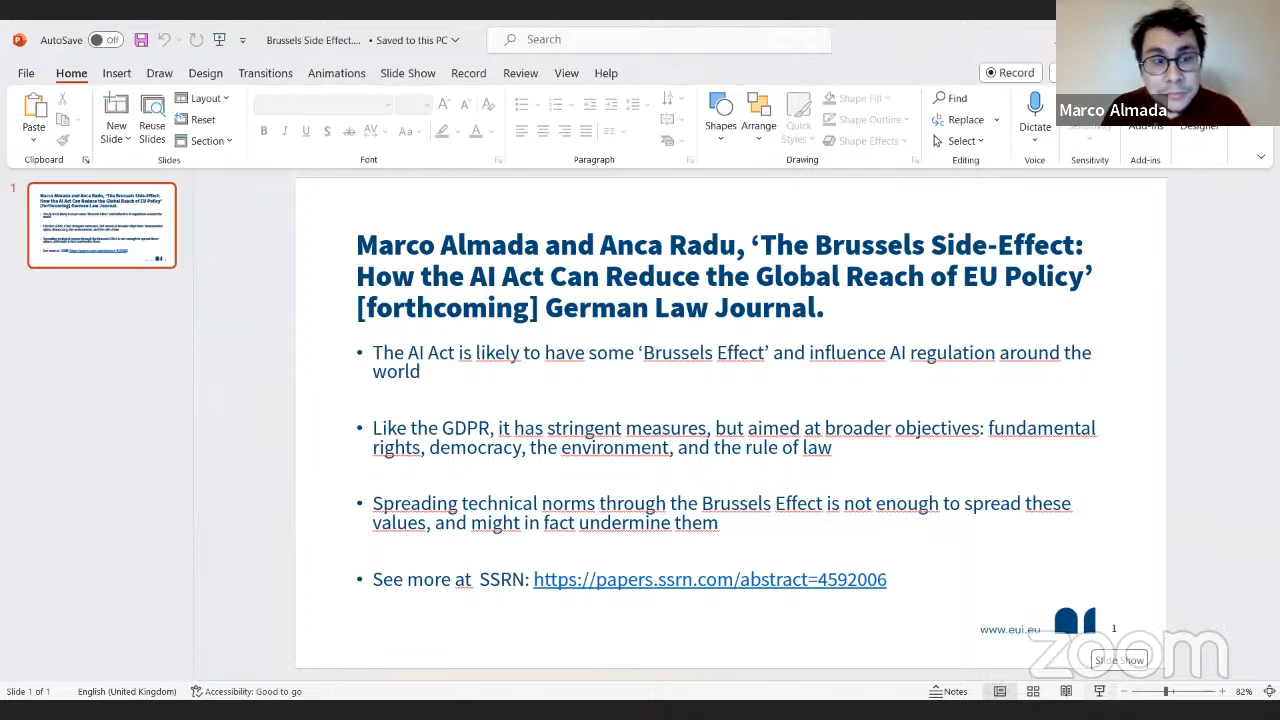 AutoSave Off Brussels Side Effect... • Saved to this PC Search
Marco Almada
File Home Insert Draw Design Transitions Animations Slide Show Record Review View Help Record
Paste New Slide Reuse Slides Layout Reset Section
Aa
Shapes Arrange Quick Styles Shape Fill Shape Outline Shape Effects
Find Replace Select Dictate Sensitivity Add-ins Designer
Clipboard Slides Font Paragraph Drawing Editing Voice Sensitivity Add-ins
1
Marco Almada and Anca Radu, ‘The Brussels Side-Effect:
How the AI Act Can Reduce the Global Reach of EU Policy’
[forthcoming] German Law Journal.
• The AI Act is likely to have some ‘Brussels Effect’ and influence AI regulation around the
world
• Like the GDPR, it has stringent measures, but aimed at broader objectives: fundamental
rights, democracy, the environment, and the rule of law
• Spreading technical norms through the Brussels Effect is not enough to spread these
values, and might in fact undermine them
• See more at SSRN: https://papers.ssrn.com/abstract=4592006
www.eui.eu 1
zoom
Slide Show
Slide 1 of 1 English (United Kingdom) Accessibility: Good to go Notes 82%